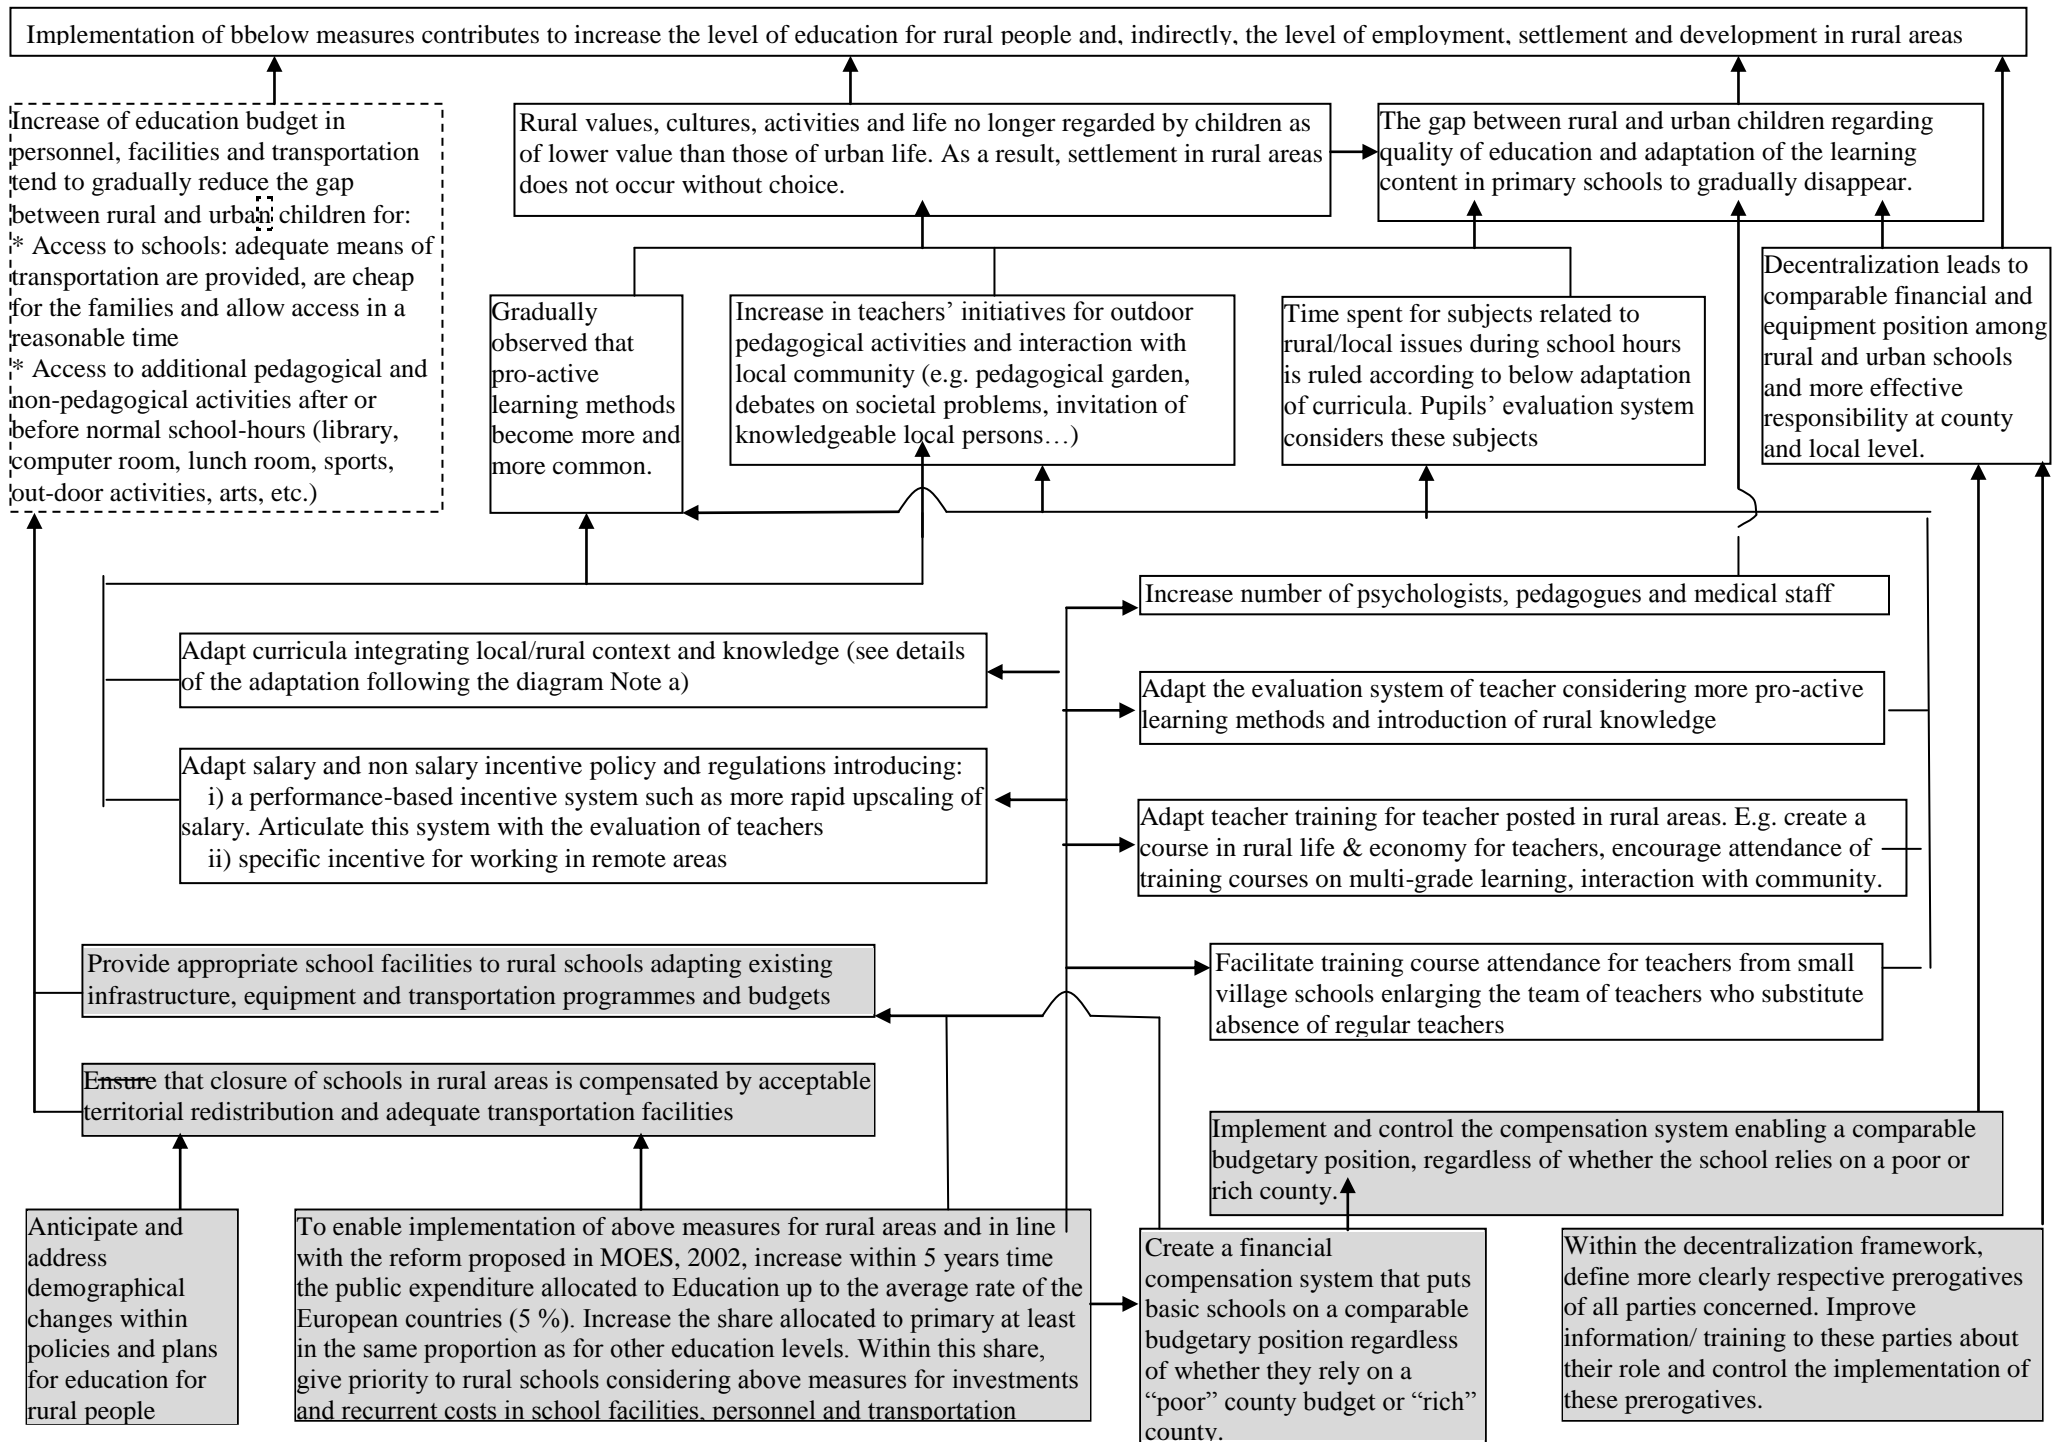 Implementation of bbelow measures contributes to increase the level of education for rural people and, indirectly, the level of employment, settlement and development in rural areas
Increase of education budget in
personnel, facilities and transportation
tend to gradually reduce the gap
between rural and urban children for:
* Access to schools: adequate means of
transportation are provided, are cheap
for the families and allow access in a
reasonable time
* Access to additional pedagogical and
non-pedagogical activities after or
before normal school-hours (library,
computer room, lunch room, sports,
out-door activities, arts, etc.)
Rural values, cultures, activities and life no longer regarded by children as
of lower value than those of urban life. As a result, settlement in rural areas
does not occur without choice.
The gap between rural and urban children regarding
quality of education and adaptation of the learning
content in primary schools to gradually disappear.
Gradually
observed that
pro-active
learning methods
become more and
more common.
Increase in teachers’ initiatives for outdoor
pedagogical activities and interaction with
local community (e.g. pedagogical garden,
debates on societal problems, invitation of
knowledgeable local persons…)
Time spent for subjects related to
rural/local issues during school hours
is ruled according to below adaptation
of curricula. Pupils’ evaluation system
considers these subjects
Decentralization leads to
comparable financial and
equipment position among
rural and urban schools
and more effective
responsibility at county
and local level.
Increase number of psychologists, pedagogues and medical staff
Adapt curricula integrating local/rural context and knowledge (see details
of the adaptation following the diagram Note a)
Adapt the evaluation system of teacher considering more pro-active
learning methods and introduction of rural knowledge
Adapt salary and non salary incentive policy and regulations introducing:
i) a performance-based incentive system such as more rapid upscaling of
salary. Articulate this system with the evaluation of teachers
ii) specific incentive for working in remote areas
Adapt teacher training for teacher posted in rural areas. E.g. create a
course in rural life & economy for teachers, encourage attendance of
training courses on multi-grade learning, interaction with community.
Provide appropriate school facilities to rural schools adapting existing
infrastructure, equipment and transportation programmes and budgets
Facilitate training course attendance for teachers from small
village schools enlarging the team of teachers who substitute
absence of regular teachers
Ensure that closure of schools in rural areas is compensated by acceptable
territorial redistribution and adequate transportation facilities
Implement and control the compensation system enabling a comparable
budgetary position, regardless of whether the school relies on a poor or
rich county.
Anticipate and
address
demographical
changes within
policies and plans
for education for
rural people
To enable implementation of above measures for rural areas and in line
with the reform proposed in MOES, 2002, increase within 5 years time
the public expenditure allocated to Education up to the average rate of the
European countries (5 %). Increase the share allocated to primary at least
in the same proportion as for other education levels. Within this share,
give priority to rural schools considering above measures for investments
and recurrent costs in school facilities, personnel and transportation
Create a financial
compensation system that puts
basic schools on a comparable
budgetary position regardless
of whether they rely on a
“poor” county budget or “rich”
county.
Within the decentralization framework,
define more clearly respective prerogatives
of all parties concerned. Improve
information/ training to these parties about
their role and control the implementation of
these prerogatives.